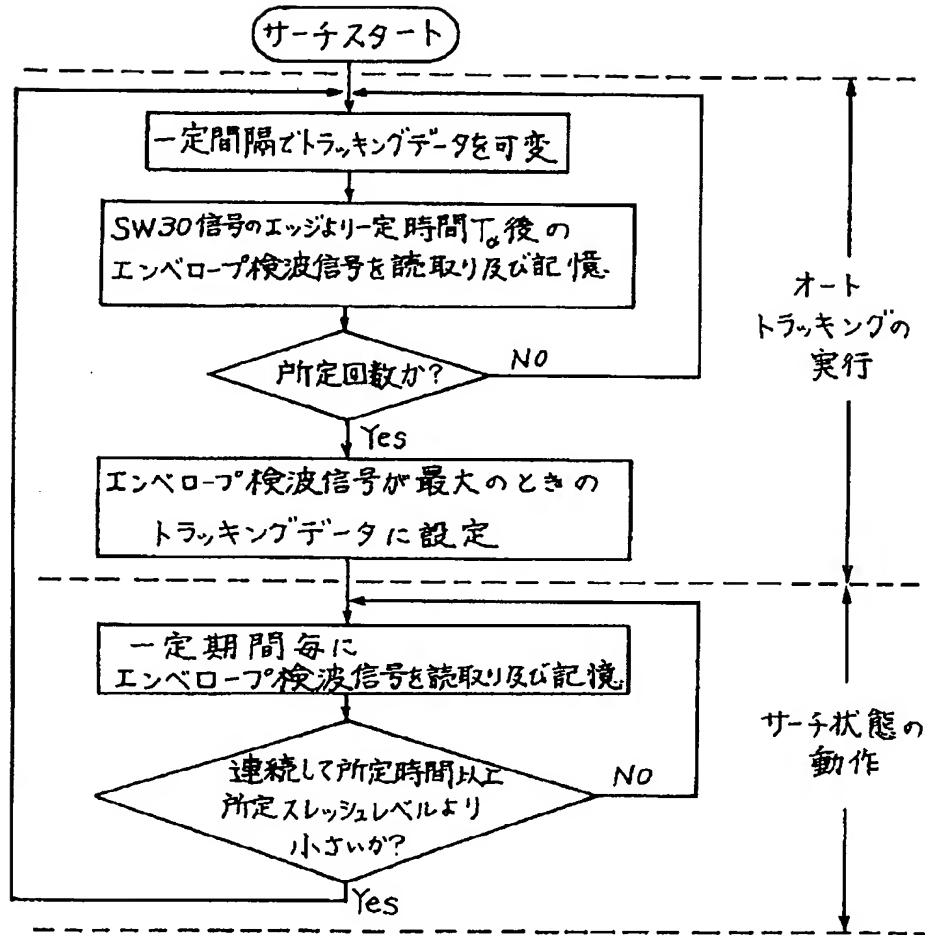 サーチスタート
一定間隔でトラッキングデータを可変
SW30信号のエッジより一定時間Tα後の
エンベロープ検波信号を読取り及び記憶.
所定回数か?
NO
Yes
エンベロープ検波信号が最大のときの
トラッキングデータに設定
オート
トラッキングの
実行
一定期間毎に
エンベロープ検波信号を読取り及び記憶.
連続して所定時間以上
所定スレッシュレベルより
小さいか?
NO
Yes
サーチ状態の
動作